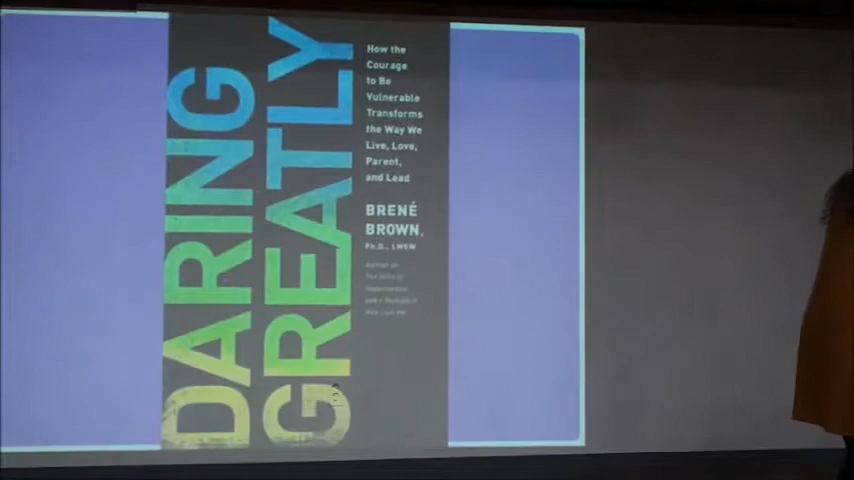 DARING
GREATLY
How the
Courage
to Be
Vulnerable
Transforms
the Way We
Live, Love,
Parent,
and Lead
BRENÉ
BROWN,
Ph.D., LMSW